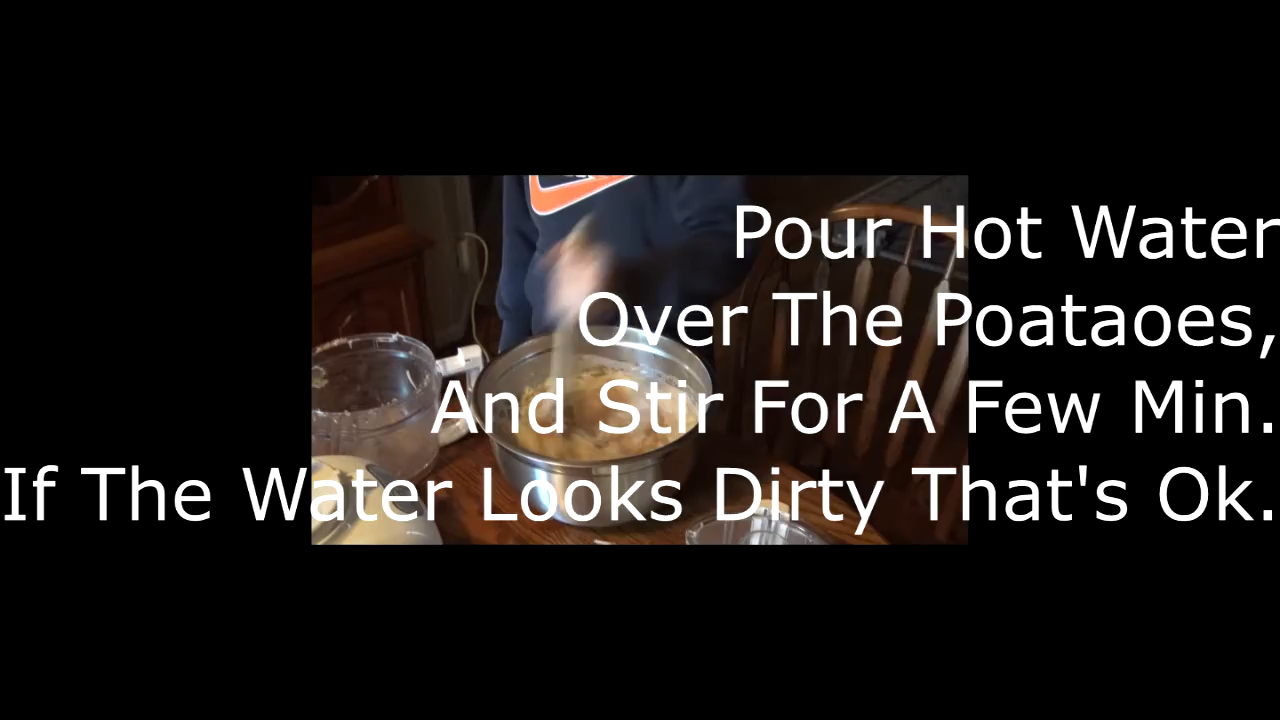 Pour Hot Water
Over The Poataoes,
And Stir For A Few Min.
If The Water Looks Dirty That's Ok.